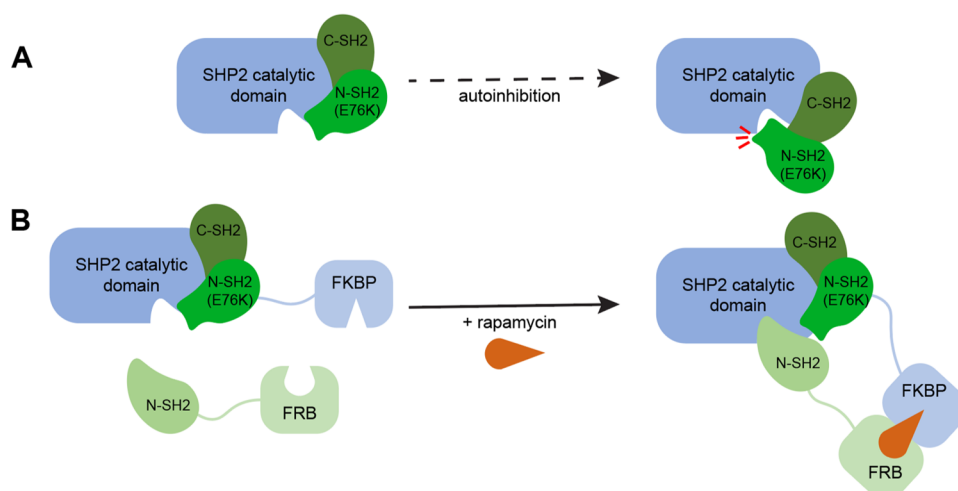 A
SHP2 catalytic
domain
C-SH2
N-SH2
(E76K)
autoinhibition
SHP2 catalytic
domain
C-SH2
N-SH2
(E76K)
B
SHP2 catalytic
domain
C-SH2
N-SH2
(E76K)
FKBP
N-SH2
FRB
+ rapamycin
SHP2 catalytic
domain
C-SH2
N-SH2
(E76K)
N-SH2
FKBP
FRB